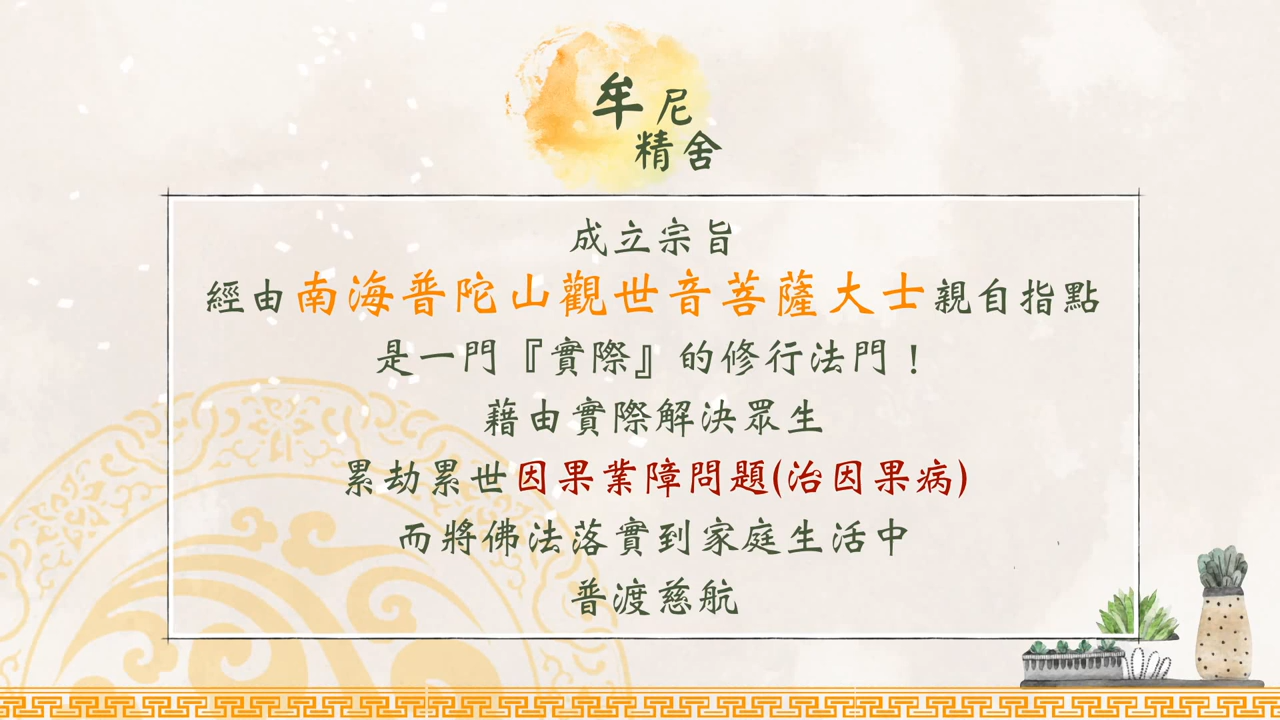 牟尼
精舍
成立宗旨
經由南海普陀山觀世音菩薩大士親自指點
是一門『實際』的修行法門！
藉由實際解決眾生
累劫累世因果業障問題(治因果病)
而將佛法落實到家庭生活中
普渡慈航